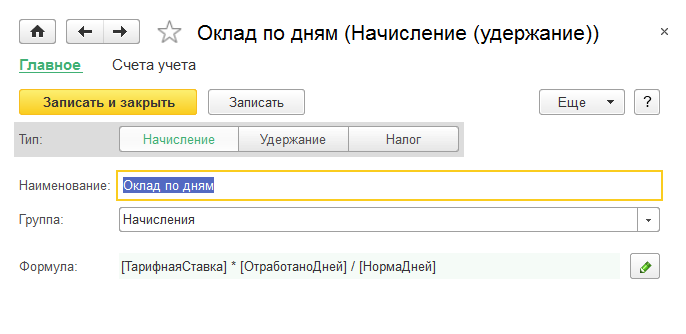 Оклад по дням (Начисление (удержание))
Главное Счета учета
Записать и закрыть Записать Еще ?
Тип: Начисление Удержание Налог
Наименование: Оклад по дням
Группа: Начисления
Формула: [ТарифнаяСтавка] * [ОтработаноДней] / [НормаДней]